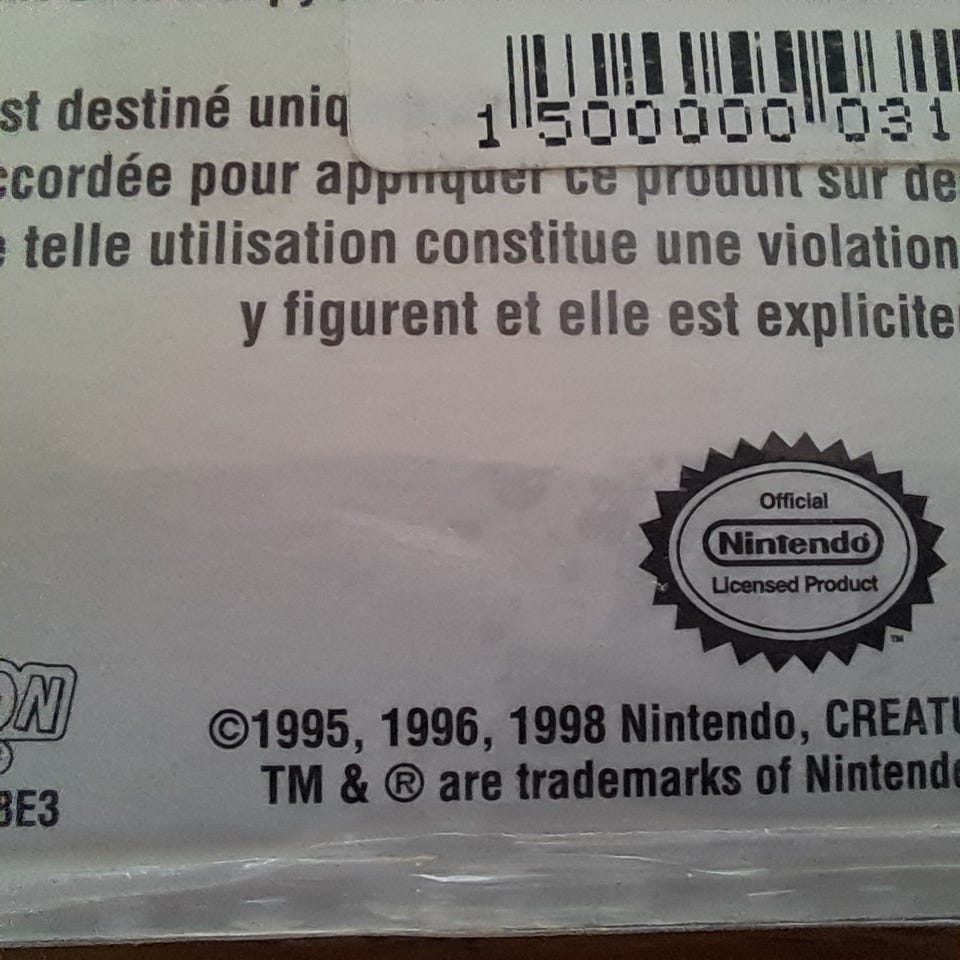 1 500000 031
st destiné uniq
ccordée pour appliquer ce produit sur de
telle utilisation constitue une violation
y figurent et elle est explicite
Official
Nintendo
Licensed Product
TM
ON
®
©1995, 1996, 1998 Nintendo, CREATU
TM & ® are trademarks of Nintendo
BE3